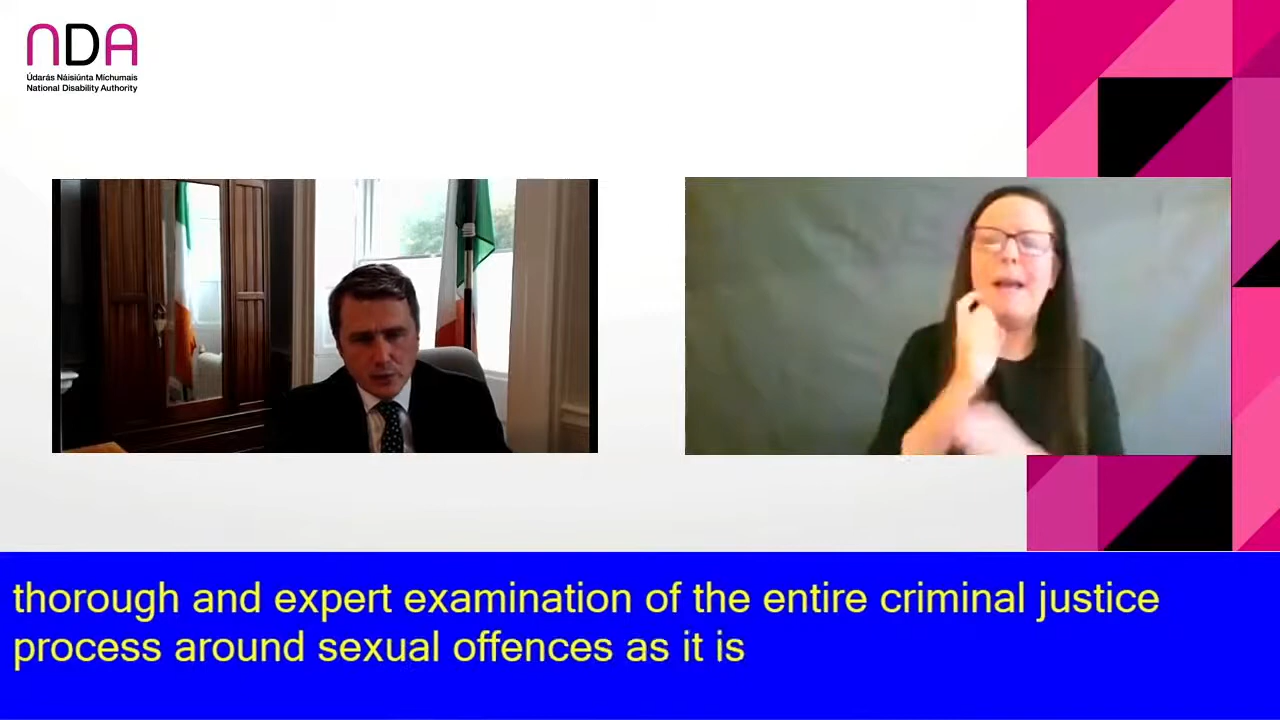 NDA
Údarás Náisiúnta Míchumais
National Disability Authority
thorough and expert examination of the entire criminal justice
process around sexual offences as it is